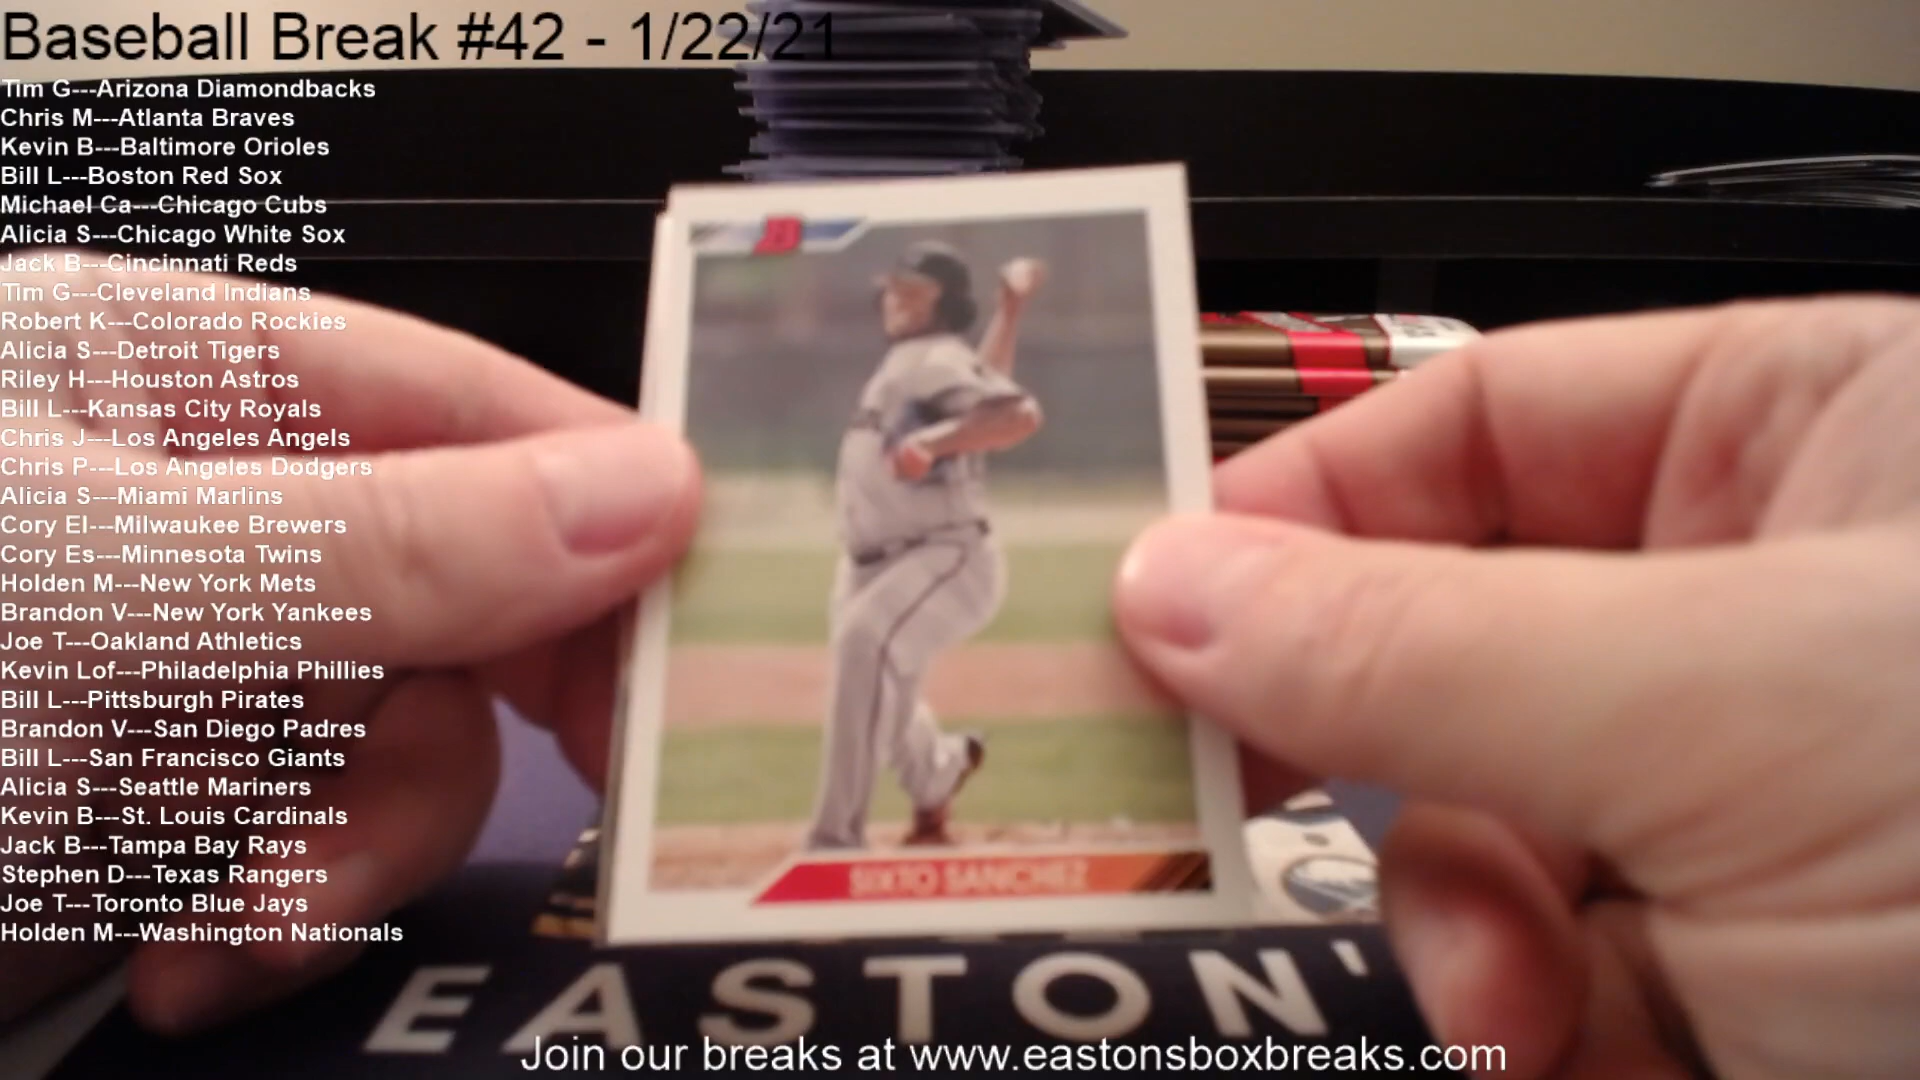 Baseball Break #42 - 1/22/21
Tim G---Arizona Diamondbacks
Chris M---Atlanta Braves
Kevin B---Baltimore Orioles
Bill L---Boston Red Sox
Michael Ca---Chicago Cubs
Alicia S---Chicago White Sox
Jack B---Cincinnati Reds
Tim G---Cleveland Indians
Robert K---Colorado Rockies
Alicia S---Detroit Tigers
Riley H---Houston Astros
Bill L---Kansas City Royals
Chris J---Los Angeles Angels
Chris P---Los Angeles Dodgers
Alicia S---Miami Marlins
Cory El---Milwaukee Brewers
Cory Es---Minnesota Twins
Holden M---New York Mets
Brandon V---New York Yankees
Joe T---Oakland Athletics
Kevin Lof---Philadelphia Phillies
Bill L---Pittsburgh Pirates
Brandon V---San Diego Padres
Bill L---San Francisco Giants
Alicia S---Seattle Mariners
Kevin B---St. Louis Cardinals
Jack B---Tampa Bay Rays
Stephen D---Texas Rangers
Joe T---Toronto Blue Jays
Holden M---Washington Nationals
B
SIXTO SANCHEZ
EASTON'
Join our breaks at www.eastonsboxbreaks.com